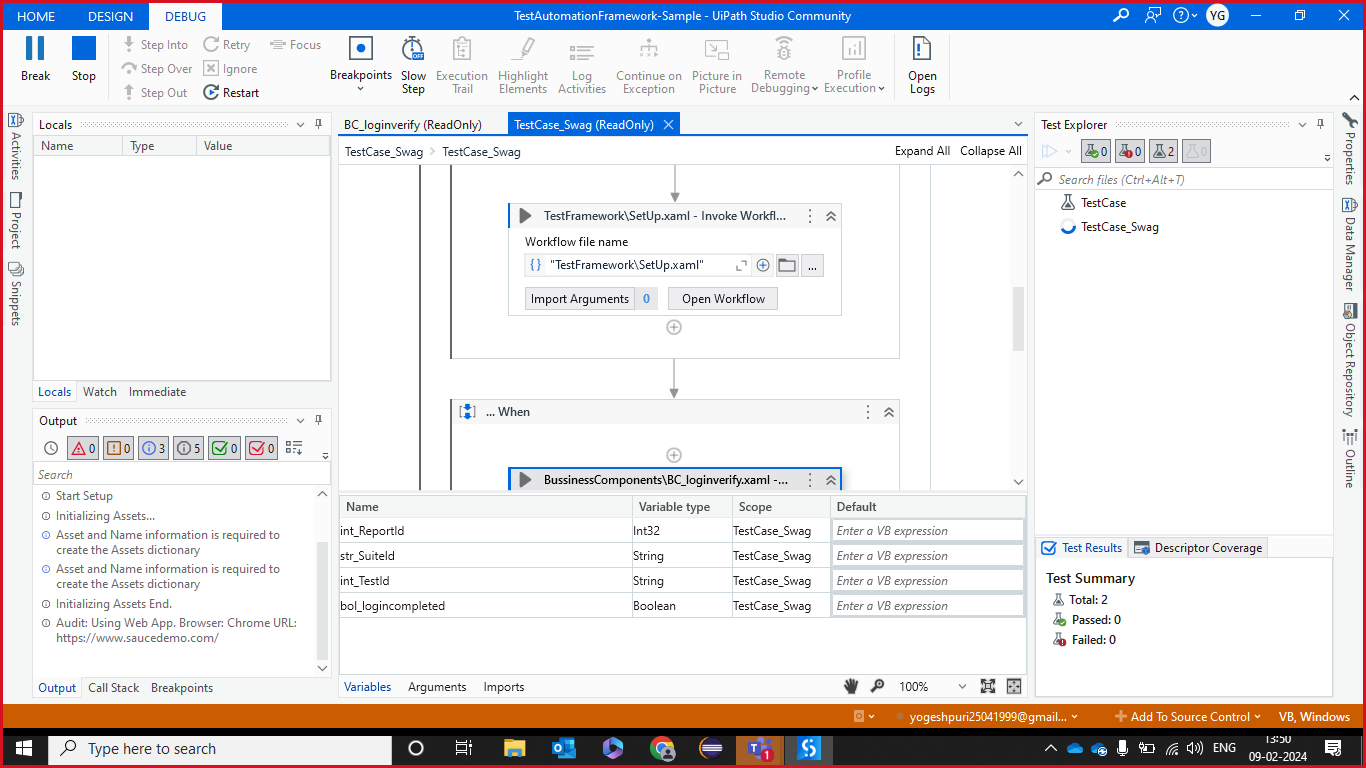 HOME DESIGN DEBUG
TestAutomationFramework-Sample - UiPath Studio Community
YG
Break
Stop
Step Into
Step Over
Step Out
Retry
Ignore
Restart
Focus
Breakpoints
Slow Step
OFF
Execution Trail
Highlight Elements
Log Activities
Continue on Exception
Picture in Picture
Remote Debugging
Profile Execution
Open Logs
Activities
Project
Snippets
Locals
Name Type Value
Locals Watch Immediate
Output
0 0 3 5 0 0
Search
Start Setup
Initializing Assets...
Asset and Name information is required to
create the Assets dictionary
Asset and Name information is required to
create the Assets dictionary
Initializing Assets End.
Audit: Using Web App. Browser: Chrome URL:
https://www.saucedemo.com/
Output Call Stack Breakpoints
BC_loginverify (ReadOnly) TestCase_Swag (ReadOnly)
TestCase_Swag > TestCase_Swag Expand All Collapse All
TestFramework\SetUp.xaml - Invoke Workfl...
Workflow file name
"TestFramework\SetUp.xaml" ...
Import Arguments 0 Open Workflow
... When
BussinessComponents\BC_loginverify.xaml -...
Name Variable type Scope Default
int_ReportId Int32 TestCase_Swag Enter a VB expression
str_SuiteId String TestCase_Swag Enter a VB expression
int_TestId String TestCase_Swag Enter a VB expression
bol_logincompleted Boolean TestCase_Swag Enter a VB expression
Variables Arguments Imports 100%
Test Explorer
0 0 2 0
Search files (Ctrl+Alt+T)
TestCase
TestCase_Swag
Test Results Descriptor Coverage
Test Summary
Total: 2
Passed: 0
Failed: 0
Properties
Data Manager
Object Repository
Outline
yogeshpuri25041999@gmail... Add To Source Control VB, Windows
Type here to search
1
ENG
13:50
09-02-2024